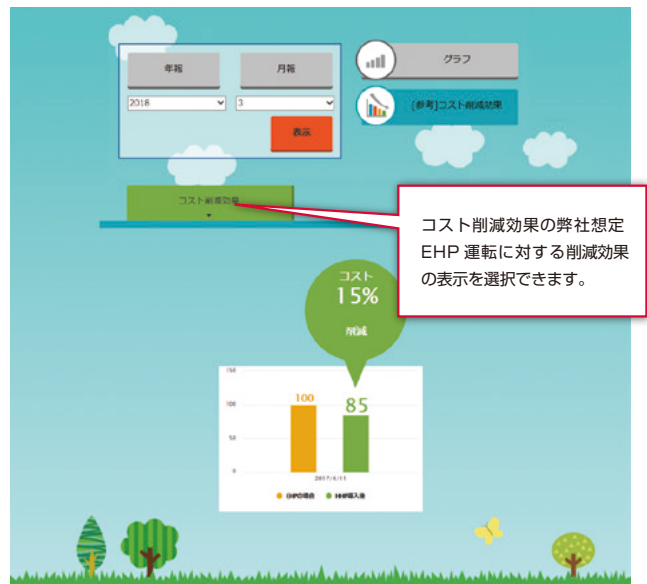 年報
月報
グラフ
2018
3
[参考]コスト削減効果
表示
コスト削減効果
コスト削減効果の弊社想定
EHP 運転に対する削減効果
の表示を選択できます。
コスト
15%
削減
150
100
100
85
50
0
EHPの場合
HHP導入後